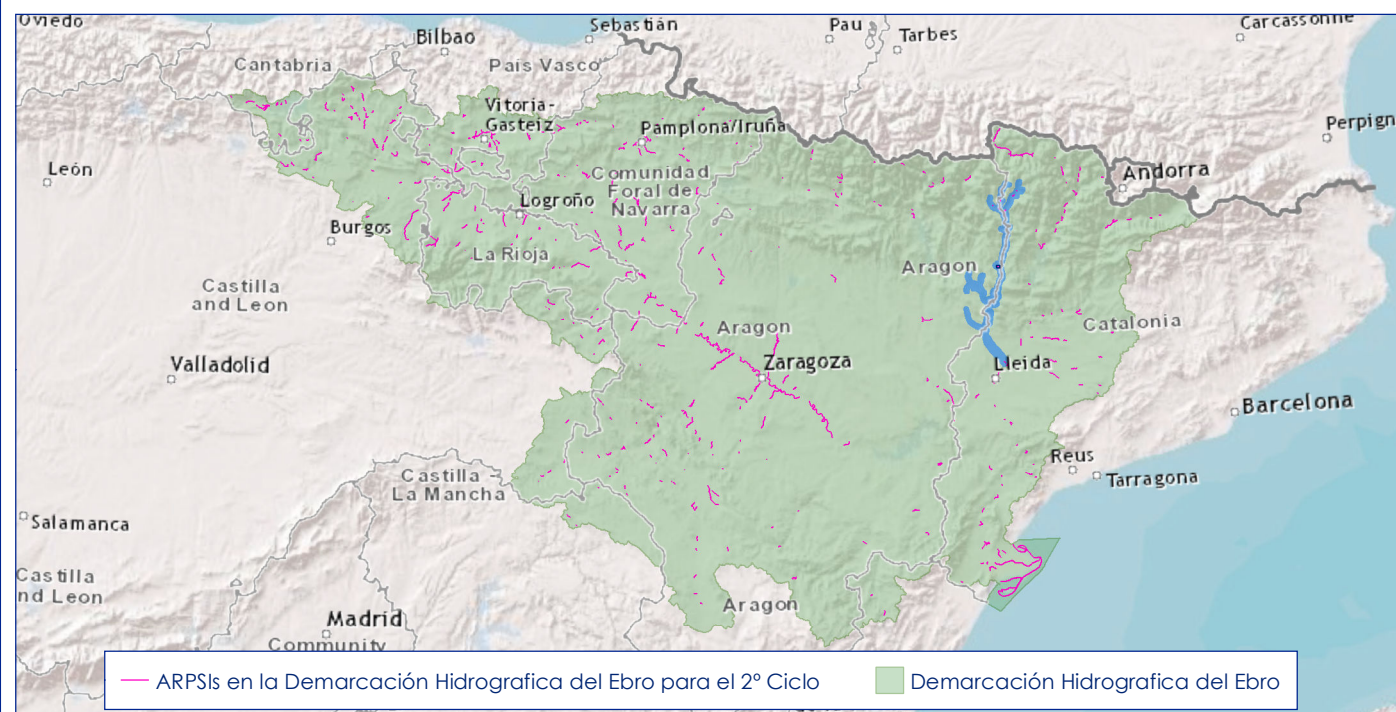 Oviedo
Bilbao
Sebastián
Pau
Tarbes
Carcassonne
Cantabria
País Vasco
Vitoria-
Gasteiz
Pamplona/Iruña
Perpign
León
Andorra
Comunidad
Foral de
Navarra
Logroño
Burgos
La Rioja
Aragon
Castilla
and Leon
Aragon
Catalonia
Valladolid
Zaragoza
Lleida
Barcelona
Reus
Tarragona
Castilla
La Mancha
Salamanca
Castilla
nd Leon
Aragon
Madrid
Community
ARPSIs en la Demarcación Hidrografica del Ebro para el 2º Ciclo
Demarcación Hidrografica del Ebro